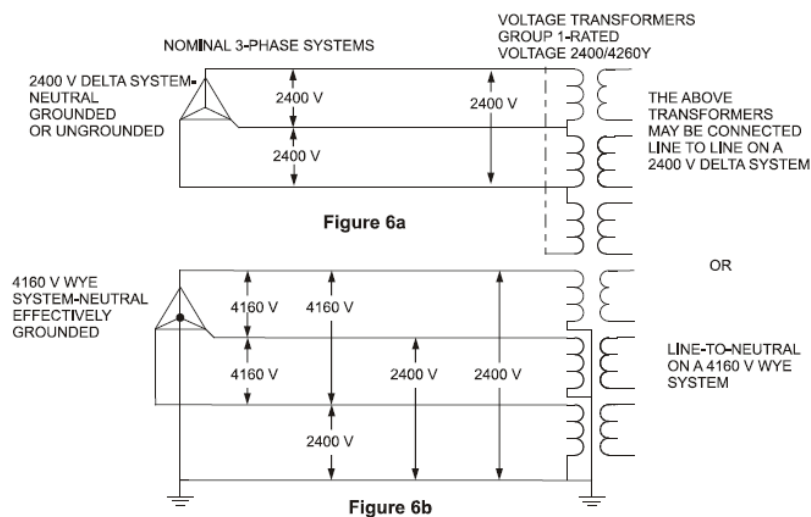 VOLTAGE TRANSFORMERS
GROUP 1-RATED
VOLTAGE 2400/4260Y
NOMINAL 3-PHASE SYSTEMS
2400 V DELTA SYSTEM-
NEUTRAL
GROUNDED
OR UNGROUNDED
2400 V
2400 V
2400 V
THE ABOVE
TRANSFORMERS
MAY BE CONNECTED
LINE TO LINE ON A
2400 V DELTA SYSTEM
Figure 6a
OR
4160 V WYE
SYSTEM-NEUTRAL
EFFECTIVELY
GROUNDED
4160 V
4160 V
4160 V
2400 V
2400 V
2400 V
LINE-TO-NEUTRAL
ON A 4160 V WYE
SYSTEM
Figure 6b